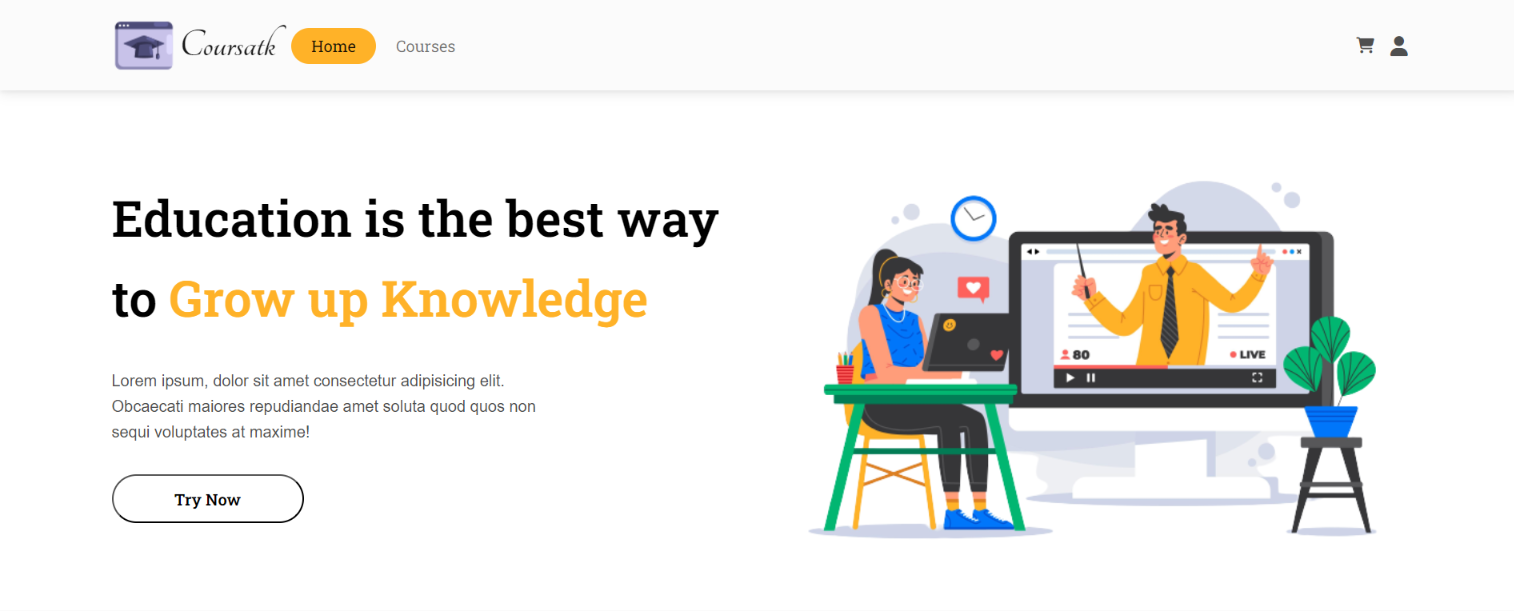 Coursatk Home Courses
Education is the best way
to Grow up Knowledge
Lorem ipsum, dolor sit amet consectetur adipisicing elit.
Obcaecati maiores repudiandae amet soluta quod quos non
sequi voluptates at maxime!
Try Now
80
LIVE